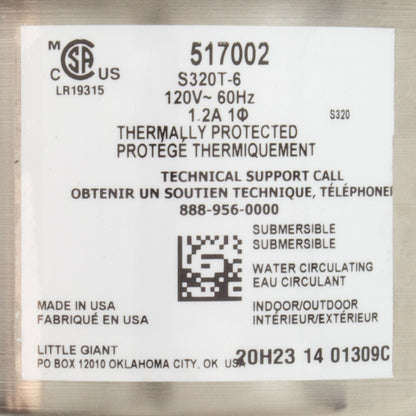 M
CSA
C US
LR19315
517002
S320T-6
120V~ 60Hz
1.2A 1Φ
S320
THERMALLY PROTECTED
PROTÉGÉ THERMIQUEMENT
TECHNICAL SUPPORT CALL
OBTENIR UN SOUTIEN TECHNIQUE, TÉLÉPHONE
888-956-0000
SUBMERSIBLE
SUBMERSIBLE
WATER CIRCULATING
EAU CIRCULANT
MADE IN USA
FABRIQUÉ EN USA
INDOOR/OUTDOOR
INTÉRIEUR/EXTÉRIEUR
LITTLE GIANT
PO BOX 12010 OKLAHOMA CITY, OK USA
20H23 14 01309C